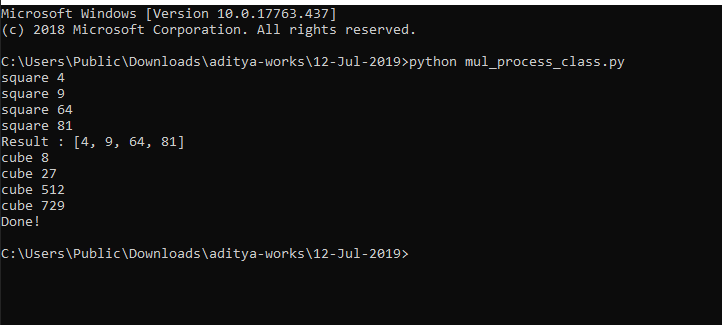 Microsoft Windows [Version 10.0.17763.437]
(c) 2018 Microsoft Corporation. All rights reserved.
C:\Users\Public\Downloads\aditya-works\12-Jul-2019>python mul_process_class.py
square 4
square 9
square 64
square 81
Result : [4, 9, 64, 81]
cube 8
cube 27
cube 512
cube 729
Done!
C:\Users\Public\Downloads\aditya-works\12-Jul-2019>